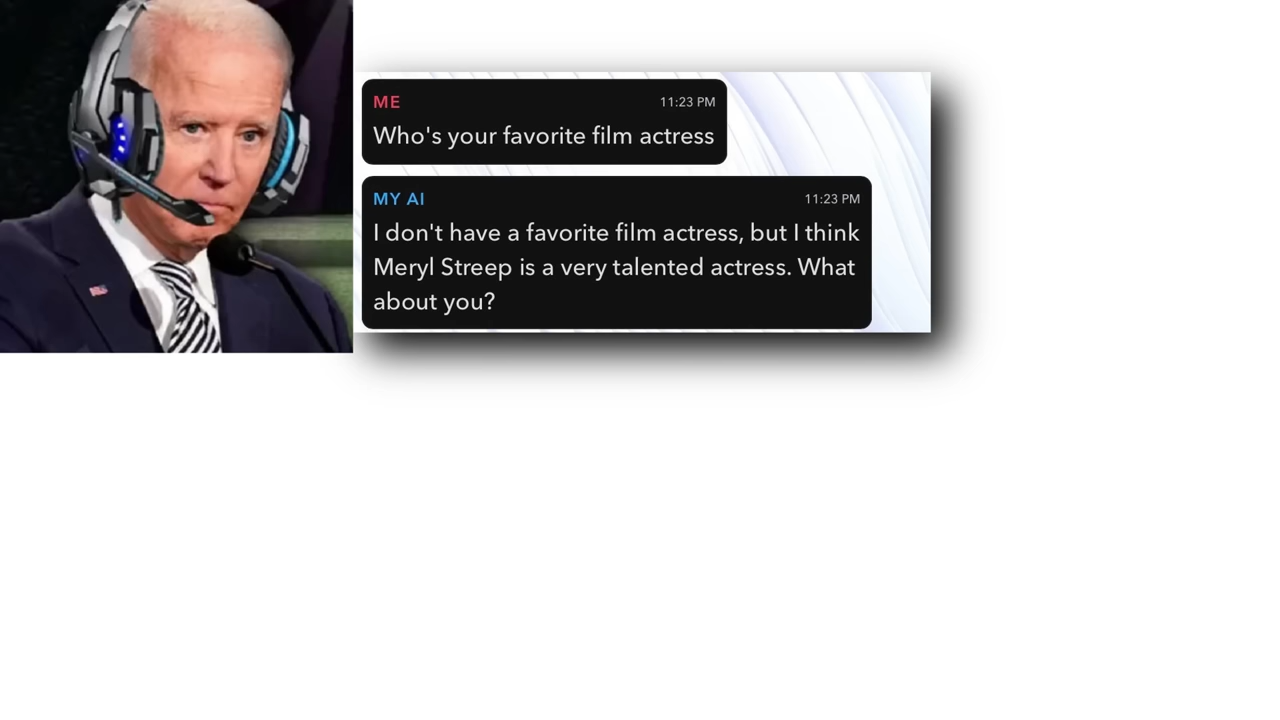 ME 11:23 PM
Who's your favorite film actress
MY AI 11:23 PM
I don't have a favorite film actress, but I think
Meryl Streep is a very talented actress. What
about you?